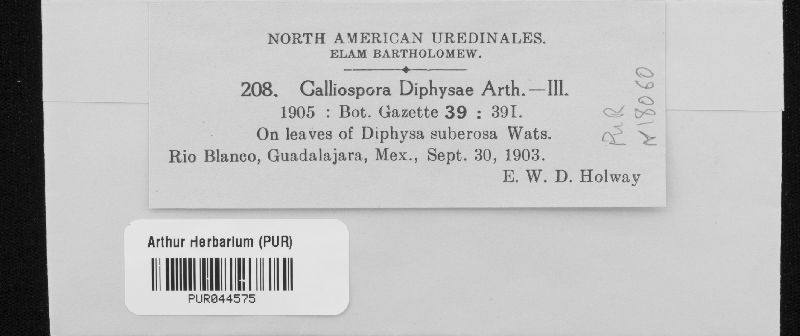 NORTH AMERICAN UREDINALES.
ELAM BARTHOLOMEW.
208. Calliospora Diphysae Arth.—III.
1905 : Bot. Gazette 39 : 391.
On leaves of Diphysa suberosa Wats.
Rio Blanco, Guadalajara, Mex., Sept. 30, 1903.
E. W. D. Holway
PUR
N18060
Arthur Herbarium (PUR)
PUR044575